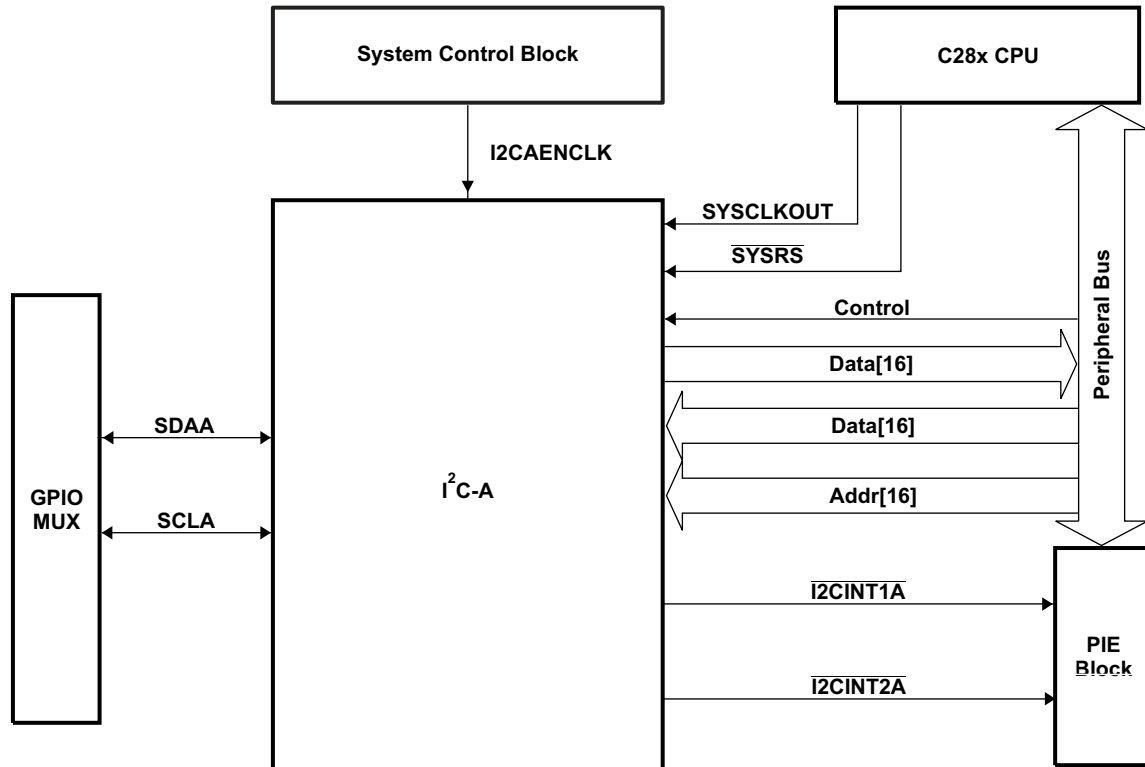 System Control Block
C28x CPU
I2CAENCLK
SYSCLKOUT
SYSRS
Control
Data[16]
Data[16]
Addr[16]
Peripheral Bus
SDAA
SCLA
GPIO
MUX
I²C-A
I2CINT1A
I2CINT2A
PIE
Block